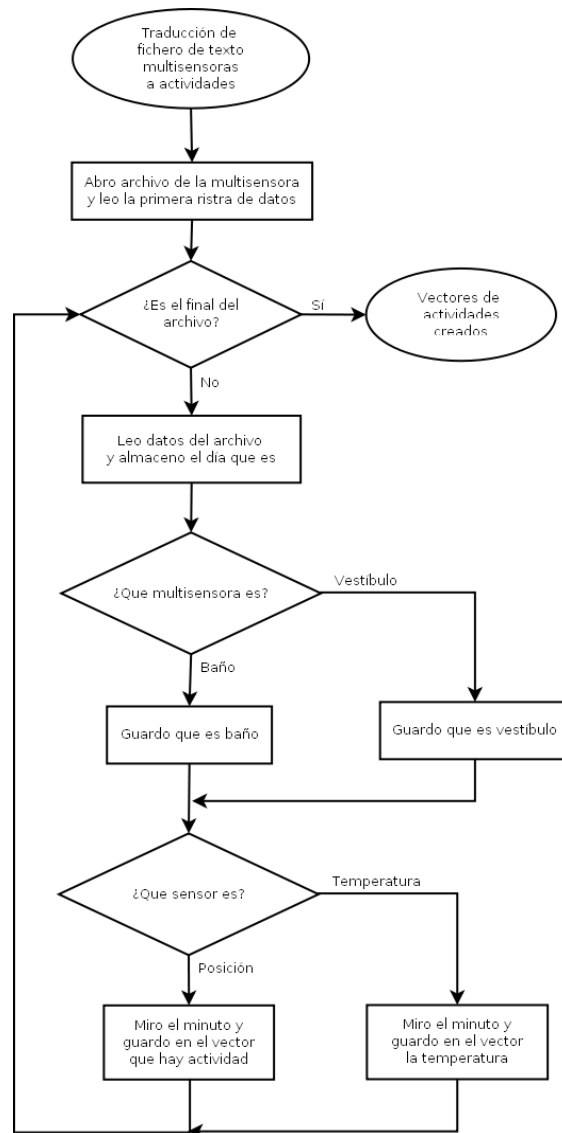 Traducción de
fichero de texto
multisensoras
a actividades
Abro archivo de la multisensora
y leo la primera ristra de datos
¿Es el final del
archivo?
Sí
Vectores de
actividades
creados
No
Leo datos del archivo
y almaceno el día que es
¿Que multisensora es?
Vestíbulo
Baño
Guardo que es baño
Guardo que es vestíbulo
¿Que sensor es?
Temperatura
Posición
Miro el minuto y
guardo en el vector
que hay actividad
Miro el minuto y
guardo en el vector
la temperatura